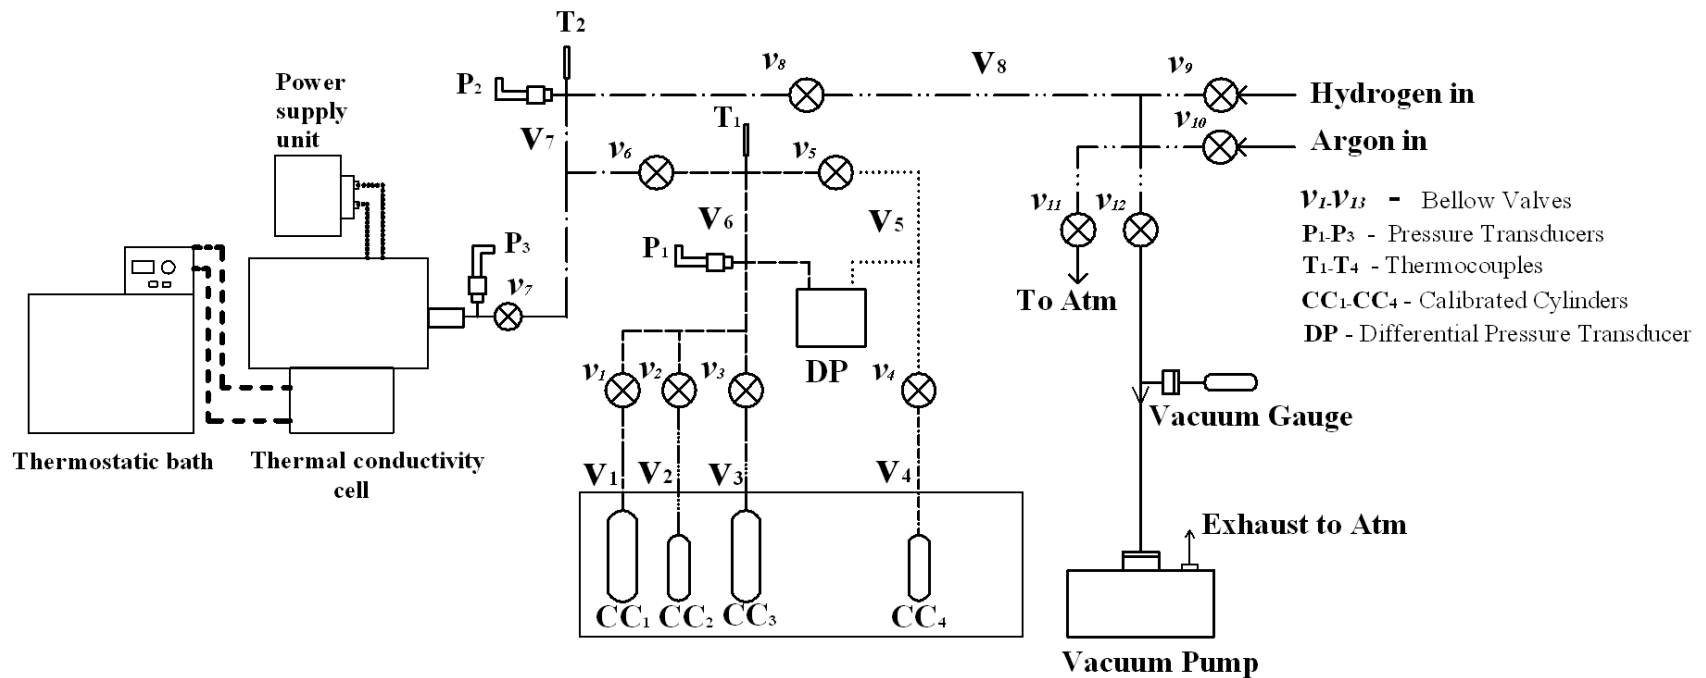 T2
Power
supply
unit
P2
v8
V8
v9
Hydrogen in
V7
T1
v10
Argon in
v6
v5
v11
v12
v1-v13 - Bellow Valves
P1-P3 - Pressure Transducers
T1-T4 - Thermocouples
CC1-CC4 - Calibrated Cylinders
DP - Differential Pressure Transducer
V6
V5
P3
P1
v7
To Atm
DP
v1
v2
v3
v4
Vacuum Gauge
Thermostatic bath
Thermal conductivity
cell
V1
V2
V3
V4
Exhaust to Atm
CC1
CC2
CC3
CC4
Vacuum Pump